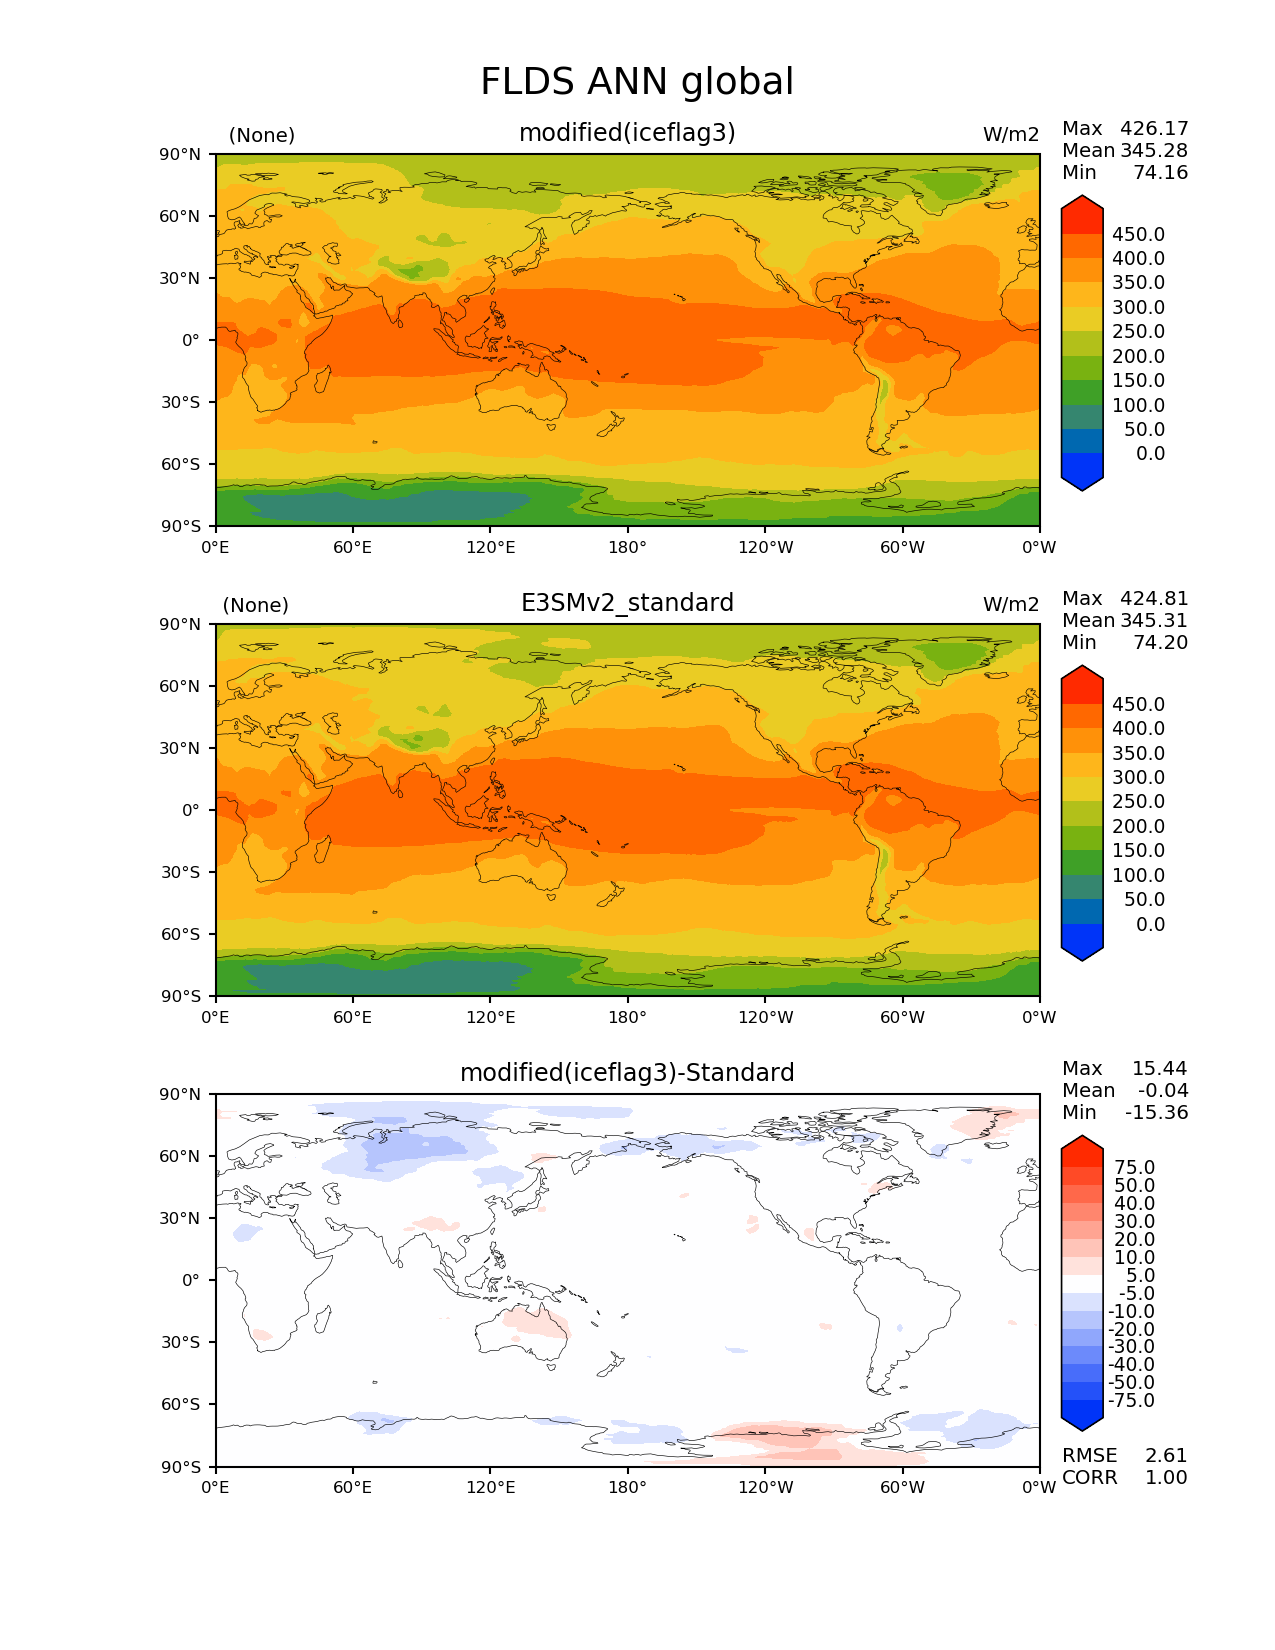 FLDS ANN global
(None) modified(iceflag3) W/m2
Max 426.17
Mean 345.28
Min 74.16
90°N
60°N
30°N
0°
30°S
60°S
90°S
0°E 60°E 120°E 180° 120°W 60°W 0°W
450.0
400.0
350.0
300.0
250.0
200.0
150.0
100.0
50.0
0.0
(None) E3SMv2_standard W/m2
Max 424.81
Mean 345.31
Min 74.20
90°N
60°N
30°N
0°
30°S
60°S
90°S
0°E 60°E 120°E 180° 120°W 60°W 0°W
450.0
400.0
350.0
300.0
250.0
200.0
150.0
100.0
50.0
0.0
modified(iceflag3)-Standard
Max 15.44
Mean -0.04
Min -15.36
90°N
60°N
30°N
0°
30°S
60°S
90°S
0°E 60°E 120°E 180° 120°W 60°W 0°W
75.0
50.0
40.0
30.0
20.0
10.0
5.0
-5.0
-10.0
-20.0
-30.0
-40.0
-50.0
-75.0
RMSE 2.61
CORR 1.00